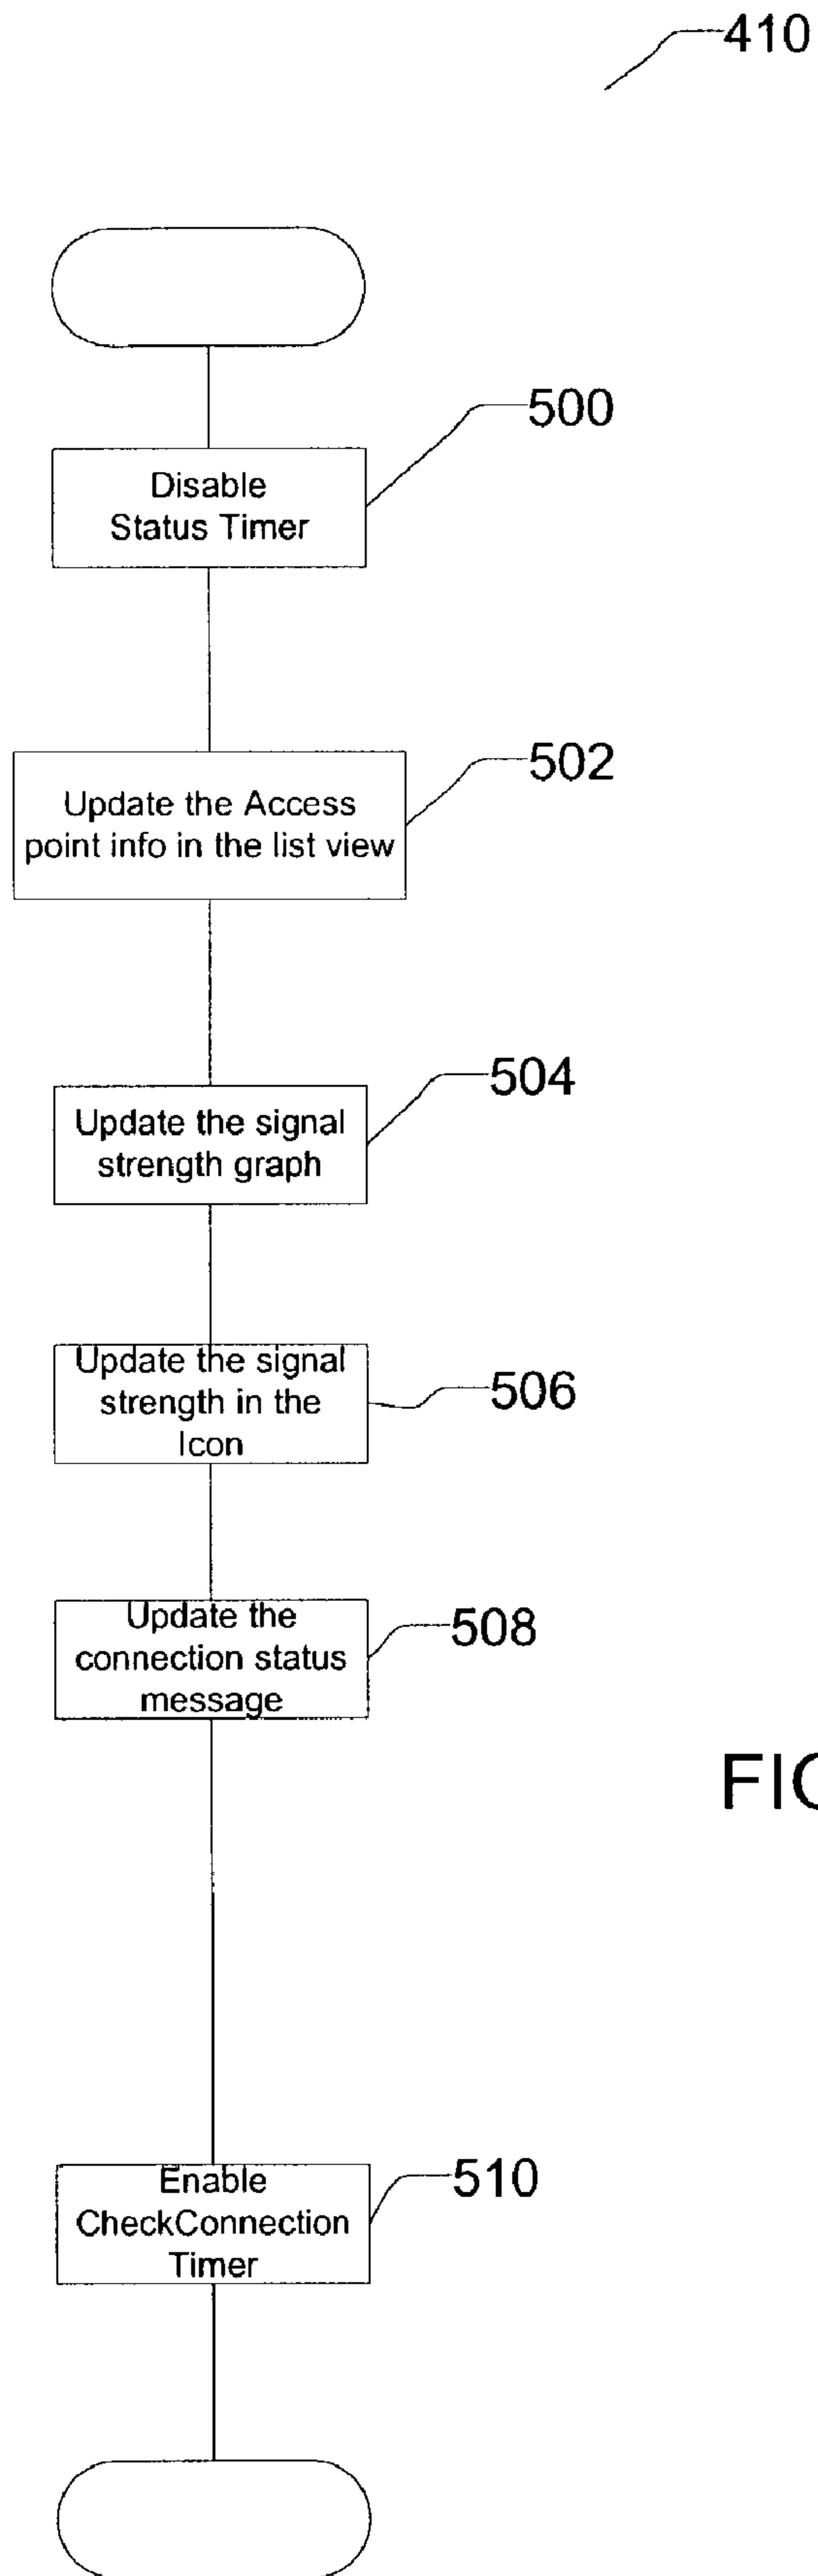 410
500
Disable
Status Timer
502
Update the Access
point info in the list view
504
Update the signal
strength graph
506
Update the signal
strength in the
Icon
508
Update the
connection status
message
FIG
510
Enable
CheckConnection
Timer